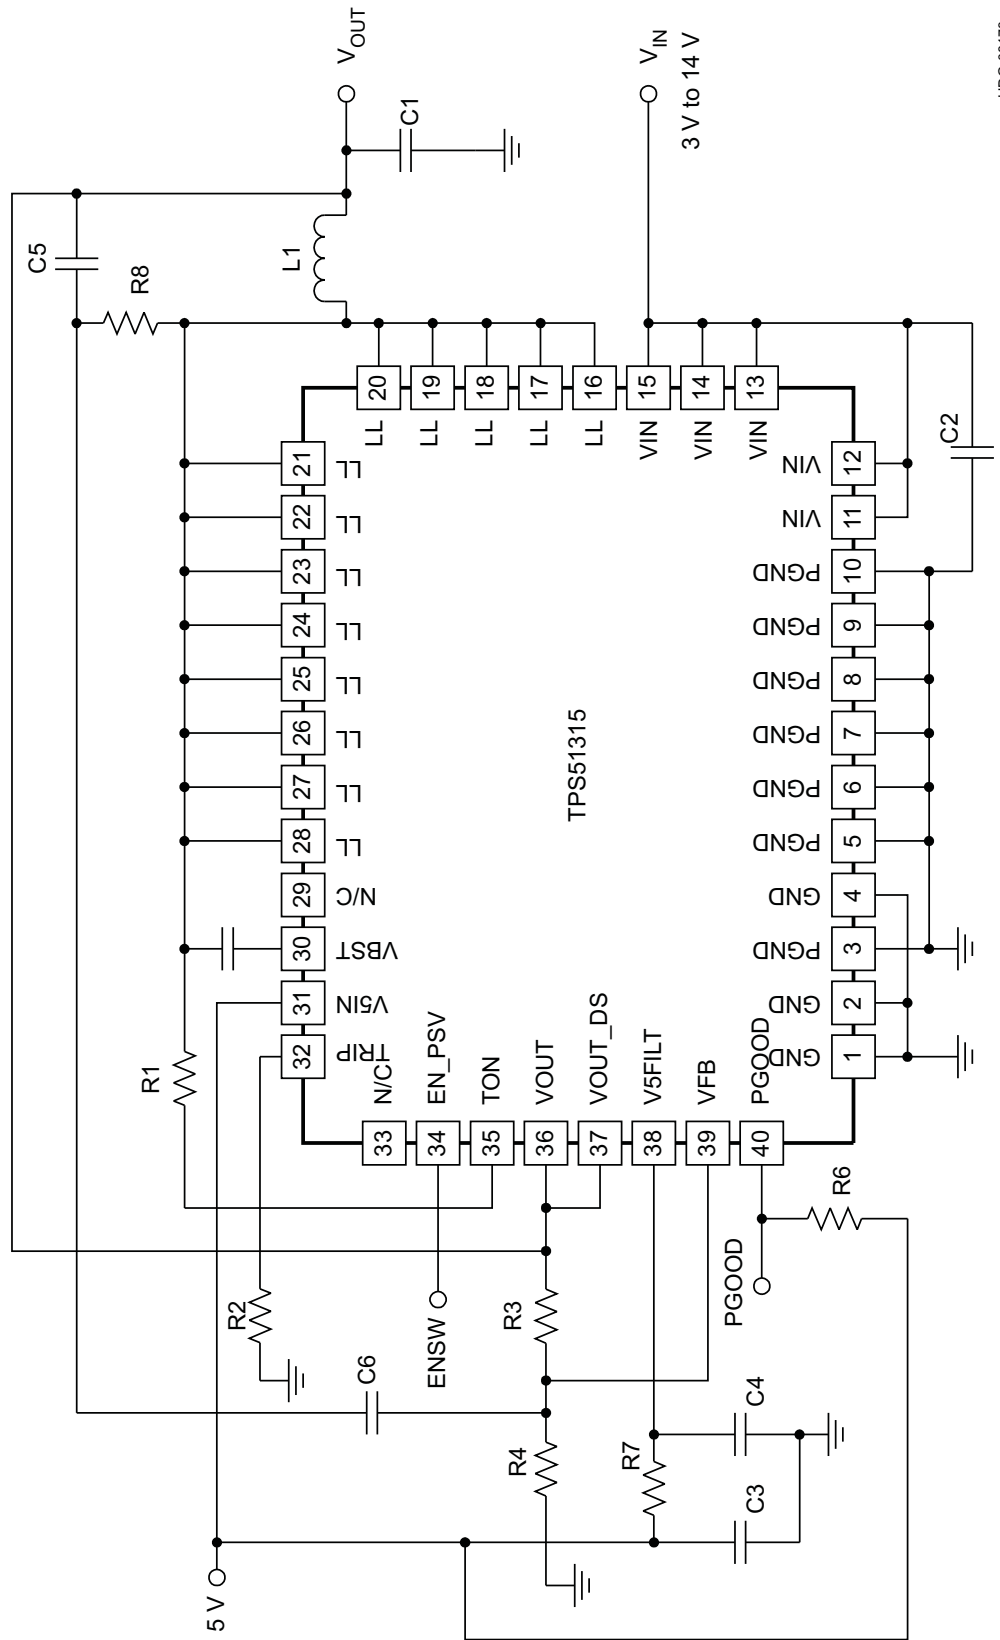 V_OUT
C1
V_IN
3 V to 14 V
C5
R8
L1
20
19
18
17
16
15
14
13
LL
LL
LL
LL
LL
VIN
VIN
VIN
C2
21
22
23
24
25
26
27
28
29
30
31
32
LL
LL
LL
LL
LL
LL
LL
LL
N/C
VBST
V5IN
TRIP
TPS51315
VIN
VIN
PGND
PGND
PGND
PGND
PGND
PGND
GND
PGND
GND
GND
12
11
10
9
8
7
6
5
4
3
2
1
R1
N/C
EN_PSV
TON
VOUT
VOUT_DS
V5FILT
VFB
PGOOD
33
34
35
36
37
38
39
40
R2
ENSW
R3
PGOOD
R6
C6
R4
R7
C4
C3
5 V